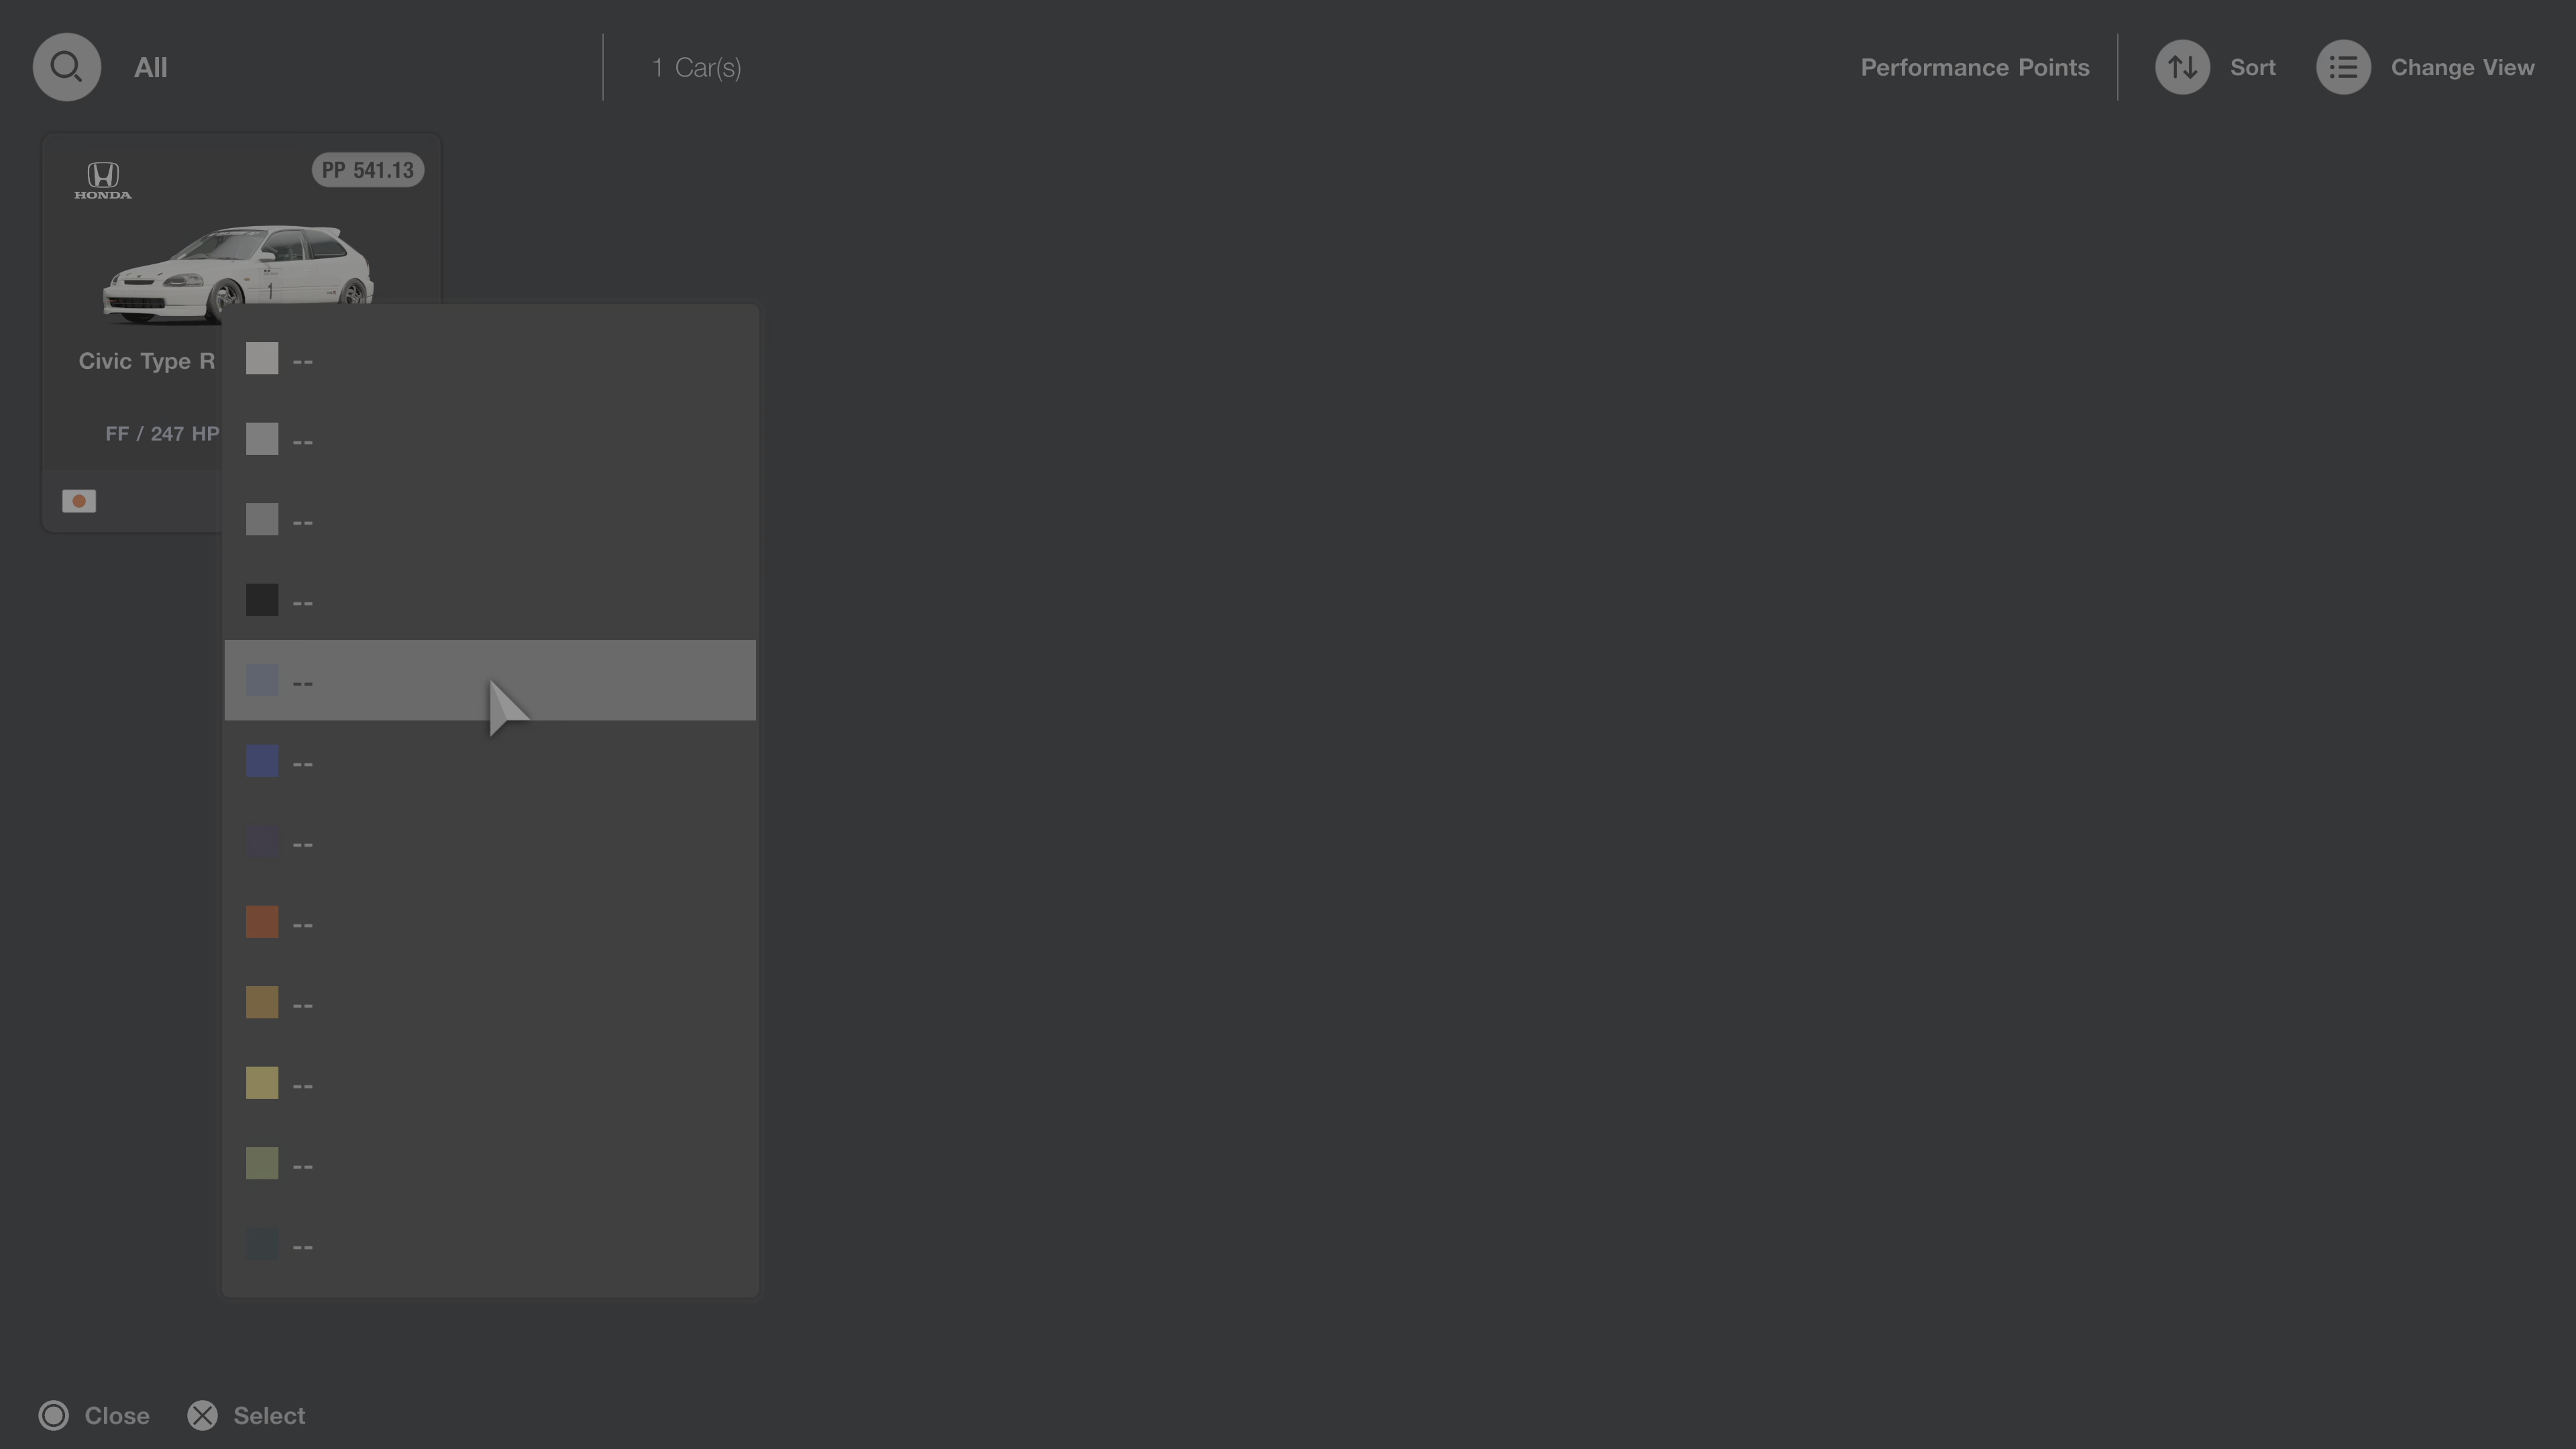 All
1 Car(s)
Performance Points
Sort
Change View
HONDA
PP 541.13
1
Civic Type R
FF / 247 HP
--
--
--
--
--
--
--
--
--
--
--
--
Close
Select